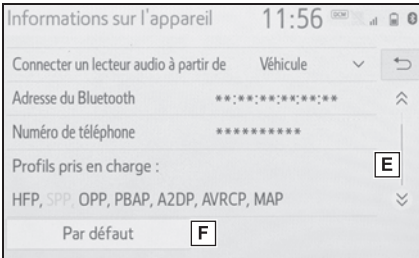 Informations sur l'appareil 11:56 DCM
Connecter un lecteur audio à partir de Véhicule
Adresse du Bluetooth **:**:**:**:**:**
Numéro de téléphone **********
Profils pris en charge :
E
HFP, SPP, OPP, PBAP, A2DP, AVRCP, MAP
Par défaut F